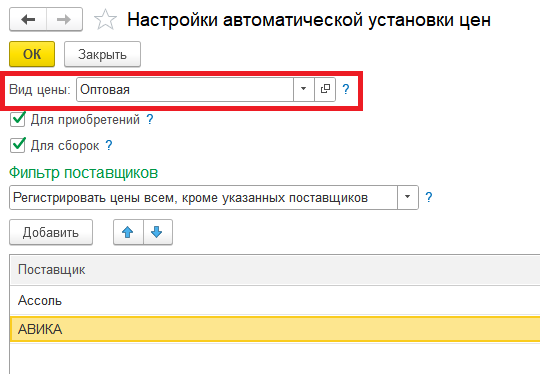 Настройки автоматической установки цен
ОК Закрыть
Вид цены: Оптовая ?
Для приобретений ?
Для сборок ?
Фильтр поставщиков
Регистрировать цены всем, кроме указанных поставщиков ?
Добавить
Поставщик
Ассоль
АВИКА